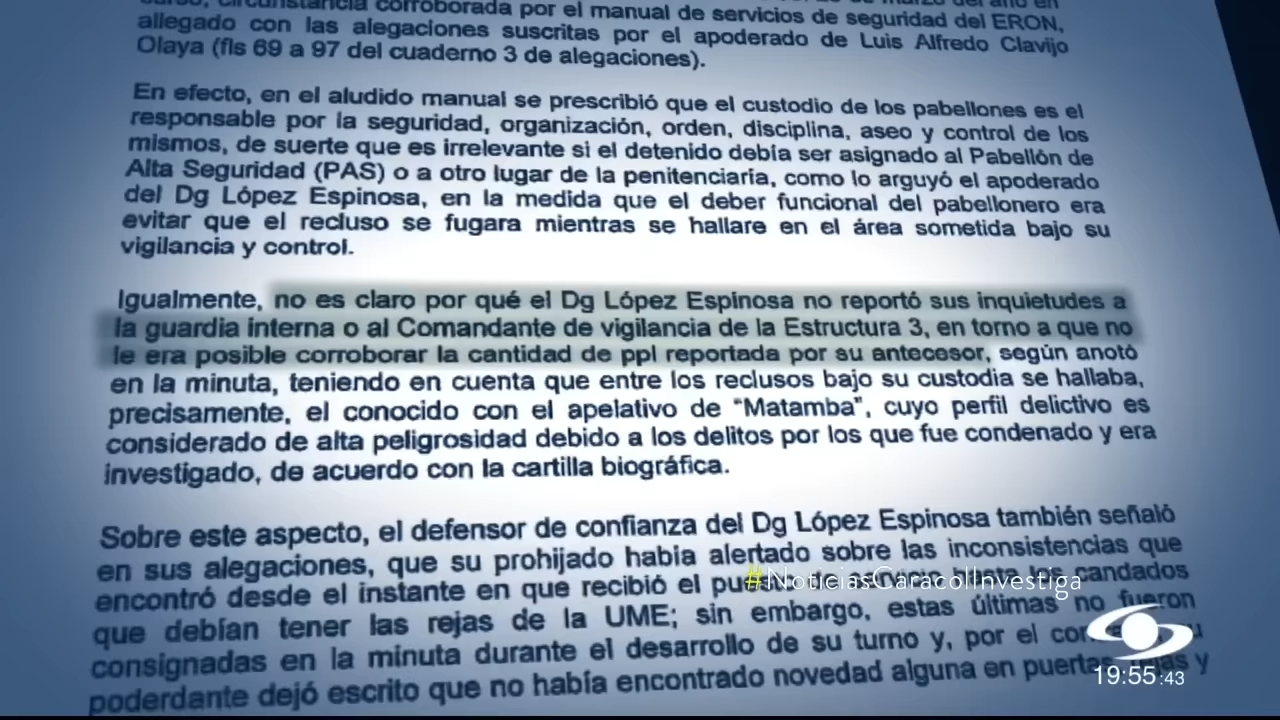 corroborada por el manual de servicios de seguridad del ERON,
allegado con las alegaciones suscritas por el apoderado de Luis Alfredo Clavijo
Olaya (fls 69 a 97 del cuaderno 3 de alegaciones).
En efecto, en el aludido manual se prescribió que el custodio de los pabellones es el
responsable por la seguridad, organización, orden, disciplina, aseo y control de los
mismos, de suerte que es irrelevante si el detenido debía ser asignado al Pabellón de
Alta Seguridad (PAS) o a otro lugar de la penitenciaría, como lo arguyó el apoderado
del Dg López Espinosa, en la medida que el deber funcional del pabellonero era
evitar que el recluso se fugara mientras se hallare en el área sometida bajo su
vigilancia y control.
Igualmente, no es claro por qué el Dg López Espinosa no reportó sus inquietudes a
la guardia interna o al Comandante de vigilancia de la Estructura 3, en torno a que no
le era posible corroborar la cantidad de ppl reportada por su antecesor, según anotó
en la minuta, teniendo en cuenta que entre los reclusos bajo su custodia se hallaba,
precisamente, el conocido con el apelativo de “Matamba”, cuyo perfil delictivo es
considerado de alta peligrosidad debido a los delitos por los que fue condenado y era
investigado, de acuerdo con la cartilla biográfica.
Sobre este aspecto, el defensor de confianza del Dg López Espinosa también señaló
en sus alegaciones, que su prohijado había alertado sobre las inconsistencias que
encontró desde el instante en que recibió el candados
#NoticiasCaracolInvestiga
que debían tener las rejas de la UME; sin embargo, estas últimas no fueron
consignadas en la minuta durante el desarrollo de su turno y, por el
poderdante dejó escrito que no había encontrado novedad alguna en y
19:55:43